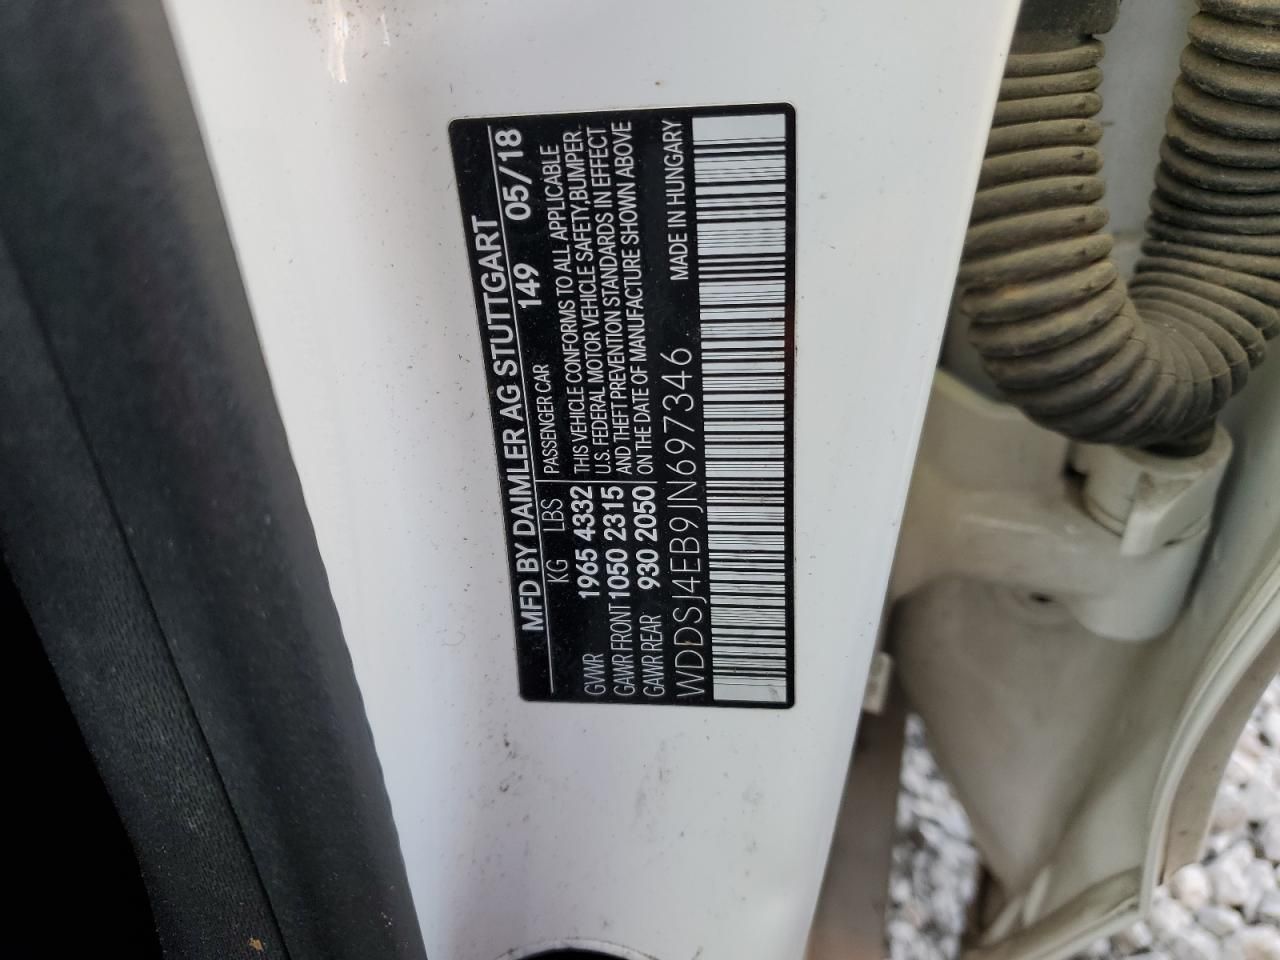 MFD BY DAIMLER AG STUTTGART
KG LBS PASSENGER CAR 149 05/18
GVWR 1965 4332 THIS VEHICLE CONFORMS TO ALL APPLICABLE
U.S. FEDERAL MOTOR VEHICLE SAFETY,BUMPER.
GAWR FRONT 1050 2315 AND THEFT PREVENTION STANDARDS IN EFFECT
GAWR REAR 930 2050 ON THE DATE OF MANUFACTURE SHOWN ABOVE
WDDSJ4EB9JN697346 MADE IN HUNGARY